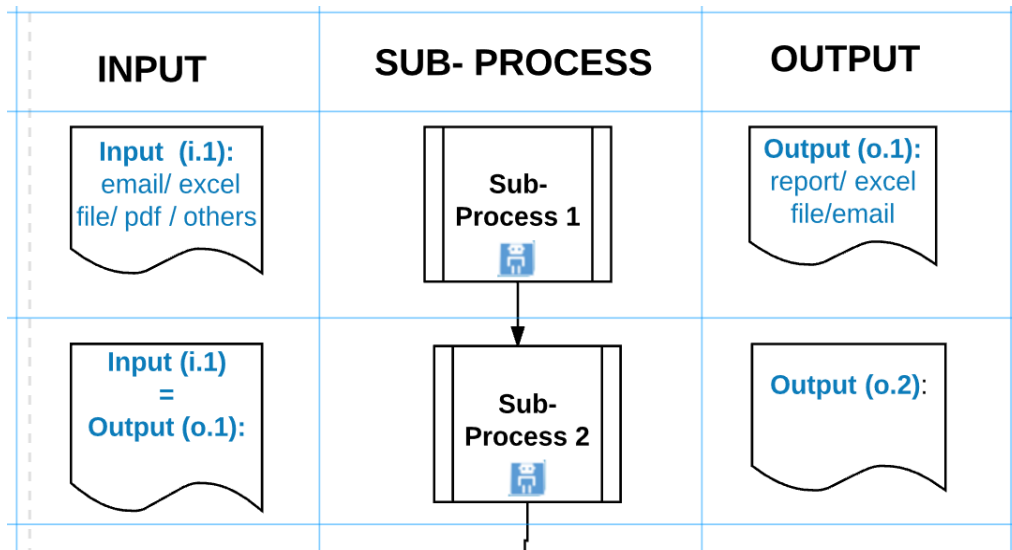 INPUT
SUB- PROCESS
OUTPUT
Input (i.1):
email/ excel
file/ pdf / others
Sub-
Process 1
Output (o.1):
report/ excel
file/email
Input (i.1)
=
Output (o.1):
Sub-
Process 2
Output (o.2):